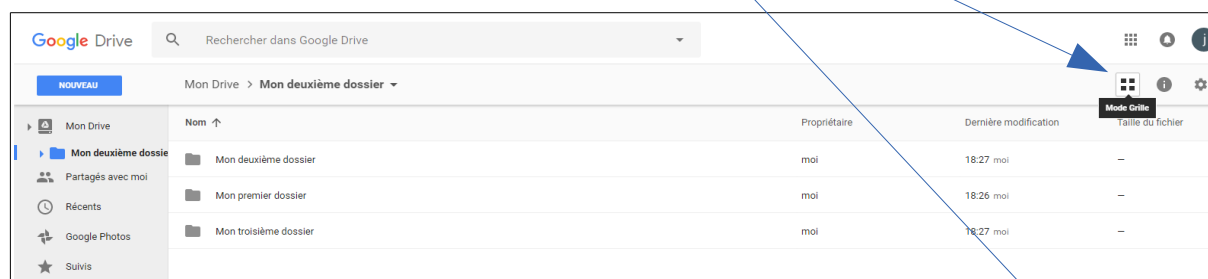 Google Drive Rechercher dans Google Drive j
NOUVEAU Mon Drive > Mon deuxième dossier
Mode Grille
Mon Drive Nom ↑ Propriétaire Dernière modification Taille du fichier
Mon deuxième dossie Mon deuxième dossier moi 18:27 moi –
Partagés avec moi
Récents Mon premier dossier moi 18:26 moi –
Google Photos Mon troisième dossier moi 18:27 moi –
Suivis